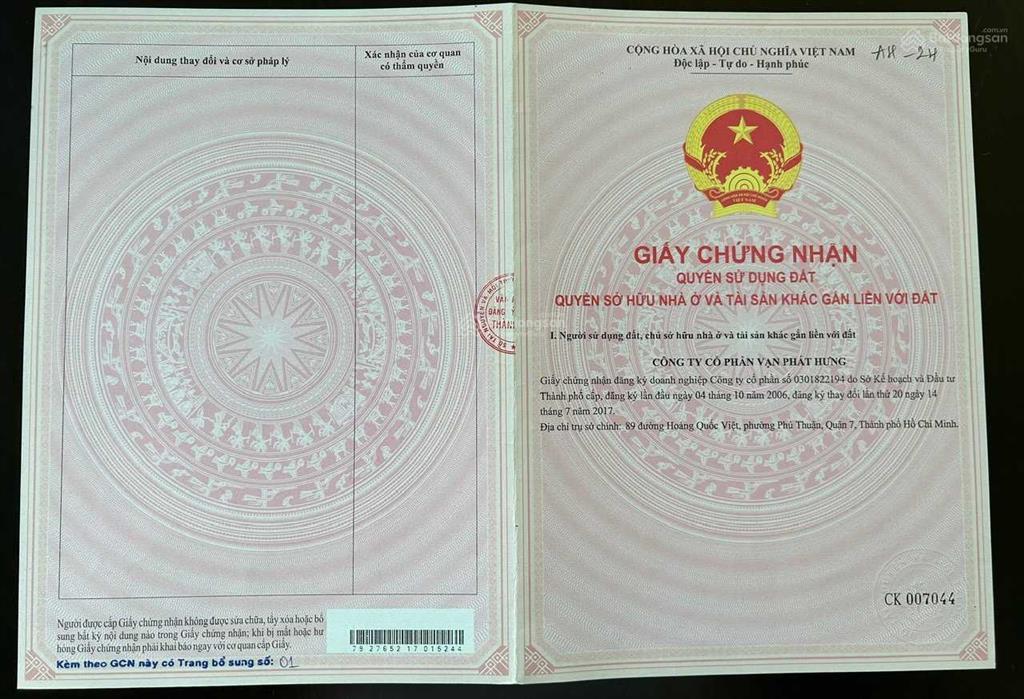 Nội dung thay đổi và cơ sở pháp lý
Xác nhận của cơ quan
có thẩm quyền
Người được cấp Giấy chứng nhận không được sửa chữa, tẩy xóa hoặc bổ
sung bất kỳ nội dung nào trong Giấy chứng nhận; khi bị mất hoặc hư
hỏng Giấy chứng nhận phải khai báo ngay với cơ quan cấp Giấy.
7927652 17 015244
Kèm theo GCN này có Trang bổ sung số: 01
CỘNG HÒA XÃ HỘI CHỦ NGHĨA VIỆT NAM
Độc lập - Tự do - Hạnh phúc
A8-24
VIỆT NAM
GIẤY CHỨNG NHẬN
QUYỀN SỬ DỤNG ĐẤT
QUYỀN SỞ HỮU NHÀ Ở VÀ TÀI SẢN KHÁC GẮN LIỀN VỚI ĐẤT
I. Người sử dụng đất, chủ sở hữu nhà ở và tài sản khác gắn liền với đất
CÔNG TY CỔ PHẦN VẠN PHÁT HƯNG
Giấy chứng nhận đăng ký doanh nghiệp Công ty cổ phần số 0301822194 do Sở Kế hoạch và Đầu tư
Thành phố cấp, đăng ký lần đầu ngày 04 tháng 10 năm 2006, đăng ký thay đổi lần thứ 20 ngày 14
tháng 7 năm 2017.
Địa chỉ trụ sở chính: 89 đường Hoàng Quốc Việt, phường Phú Thuận, Quận 7, Thành phố Hồ Chí Minh.
CK 007044